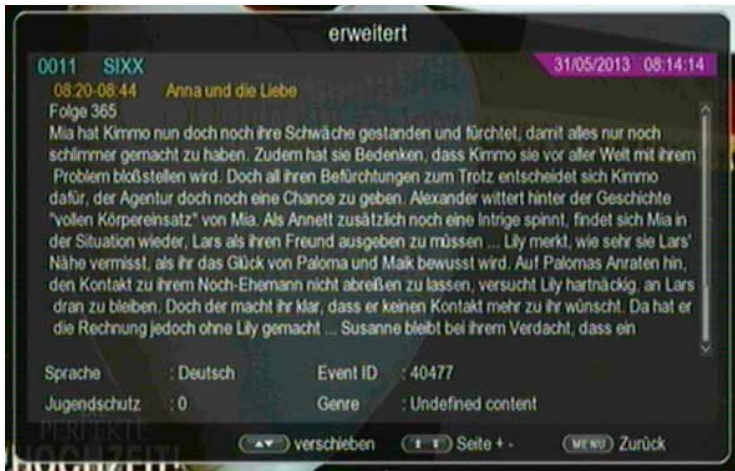 erweitert
0011 SIXX 31/05/2013 08:14:14
08:20-08:44 Anna und die Liebe
Folge 365
Mia hat Kimmo nun doch noch ihre Schwäche gestanden und fürchtet, damit alles nur noch
schlimmer gemacht zu haben. Zudem hat sie Bedenken, dass Kimmo sie vor aller Welt mit ihrem
Problem bloßstellen wird. Doch all ihren Befürchtungen zum Trotz entscheidet sich Kimmo
dafür, der Agentur doch noch eine Chance zu geben. Alexander wittert hinter der Geschichte
"vollen Körpereinsatz" von Mia. Als Annett zusätzlich noch eine Intrige spinnt, findet sich Mia in
der Situation wieder, Lars als ihren Freund ausgeben zu müssen ... Lily merkt, wie sehr sie Lars'
Nähe vermisst, als ihr das Glück von Paloma und Maik bewusst wird. Auf Palomas Anraten hin,
den Kontakt zu ihrem Noch-Ehemann nicht abreißen zu lassen, versucht Lily hartnäckig, an Lars
dran zu bleiben. Doch der macht ihr klar, dass er keinen Kontakt mehr zu ihr wünscht. Da hat er
die Rechnung jedoch ohne Lily gemacht ... Susanne bleibt bei ihrem Verdacht, dass ein
Sprache : Deutsch Event ID : 40477
Jugendschutz : 0 Genre : Undefined content
PERFEKTE
HOCHZEIT!
verschieben Seite + - MENU Zurück